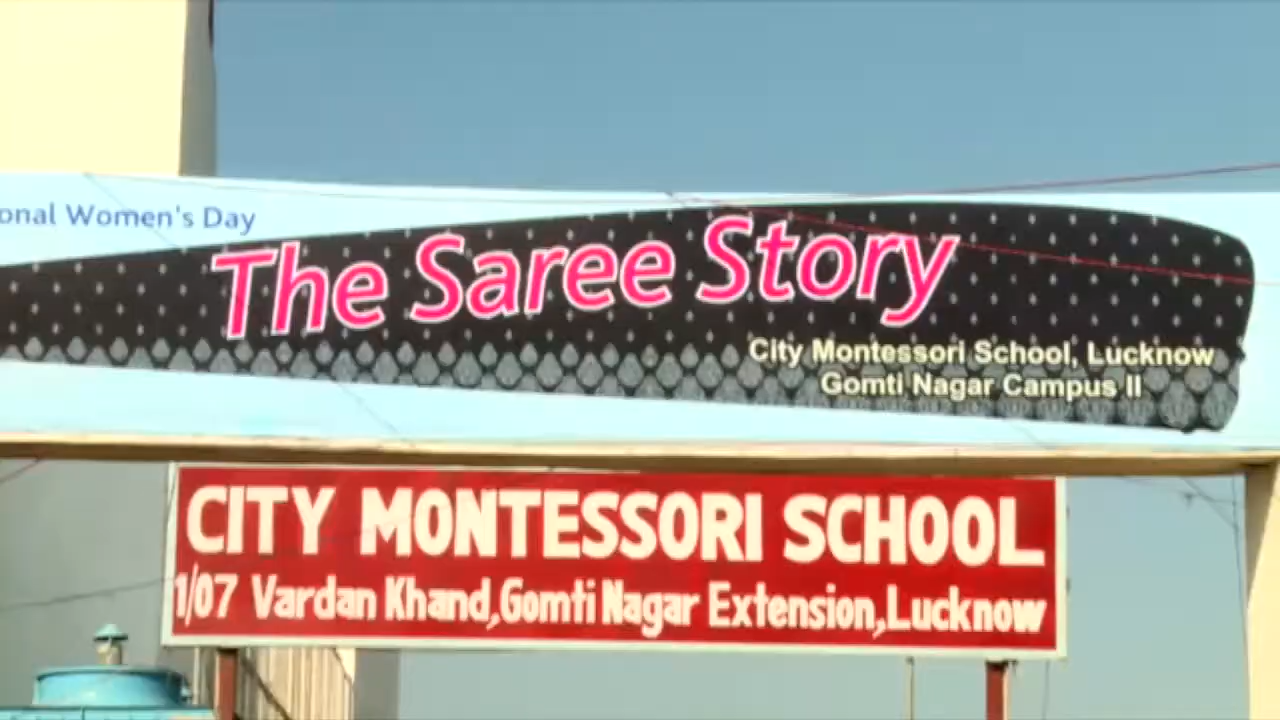 onal Women's Day
The Saree Story
City Montessori School, Lucknow
Gomti Nagar Campus II
CITY MONTESSORI SCHOOL
1/07 Vardan Khand,Gomti Nagar Extension,Lucknow